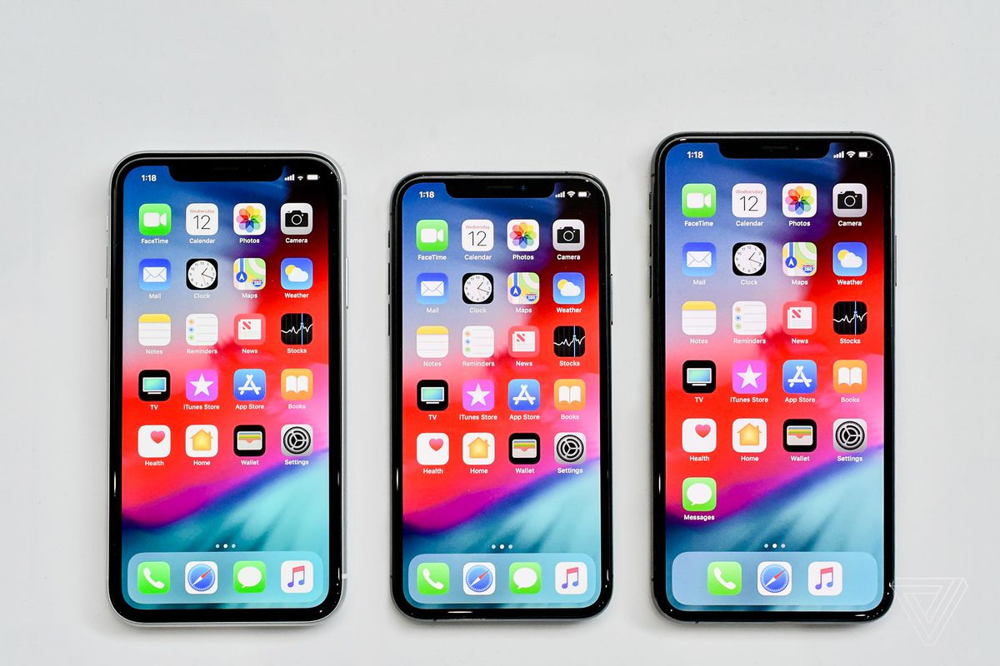 1:18
FaceTime
Wednesday
12
Calendar
Photos
Camera
Mail
Clock
Maps
Weather
Notes
Reminders
News
Stocks
TV
iTunes Store
App Store
Books
Health
Home
Wallet
Settings
1:18
FaceTime
Wednesday
12
Calendar
Photos
Camera
Mail
Clock
280
Maps
Weather
Notes
Reminders
News
Stocks
TV
iTunes Store
App Store
Books
Health
Home
Wallet
Settings
1:18
FaceTime
Wednesday
12
Calendar
Photos
Camera
Mail
Clock
280
Maps
Weather
Notes
Reminders
News
Stocks
TV
iTunes Store
App Store
Books
Health
Home
Wallet
Settings
Messages